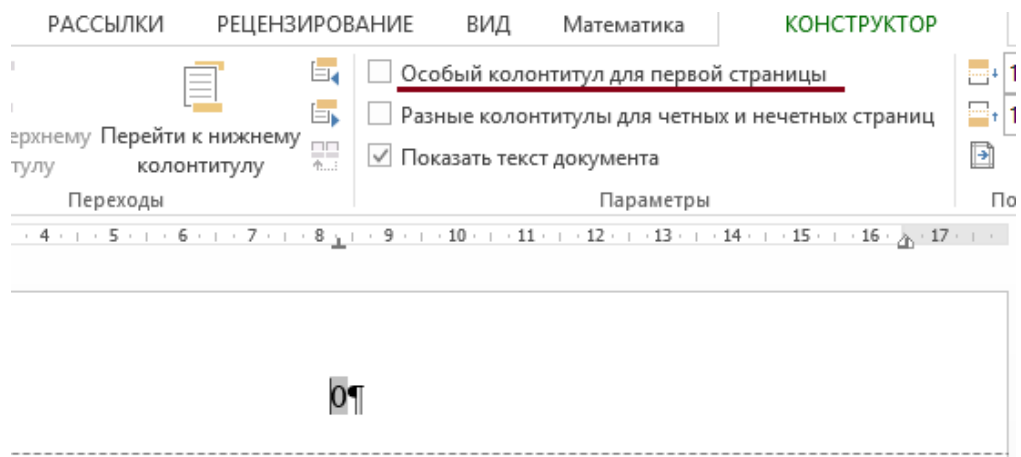 РАССЫЛКИ РЕЦЕНЗИРОВАНИЕ ВИД Математика КОНСТРУКТОР
Особый колонтитул для первой страницы
Разные колонтитулы для четных и нечетных страниц
Показать текст документа
Перейти к нижнему
колонтитулу
Переходы Параметры
4 5 6 7 8 9 10 11 12 13 14 15 16 17
0¶